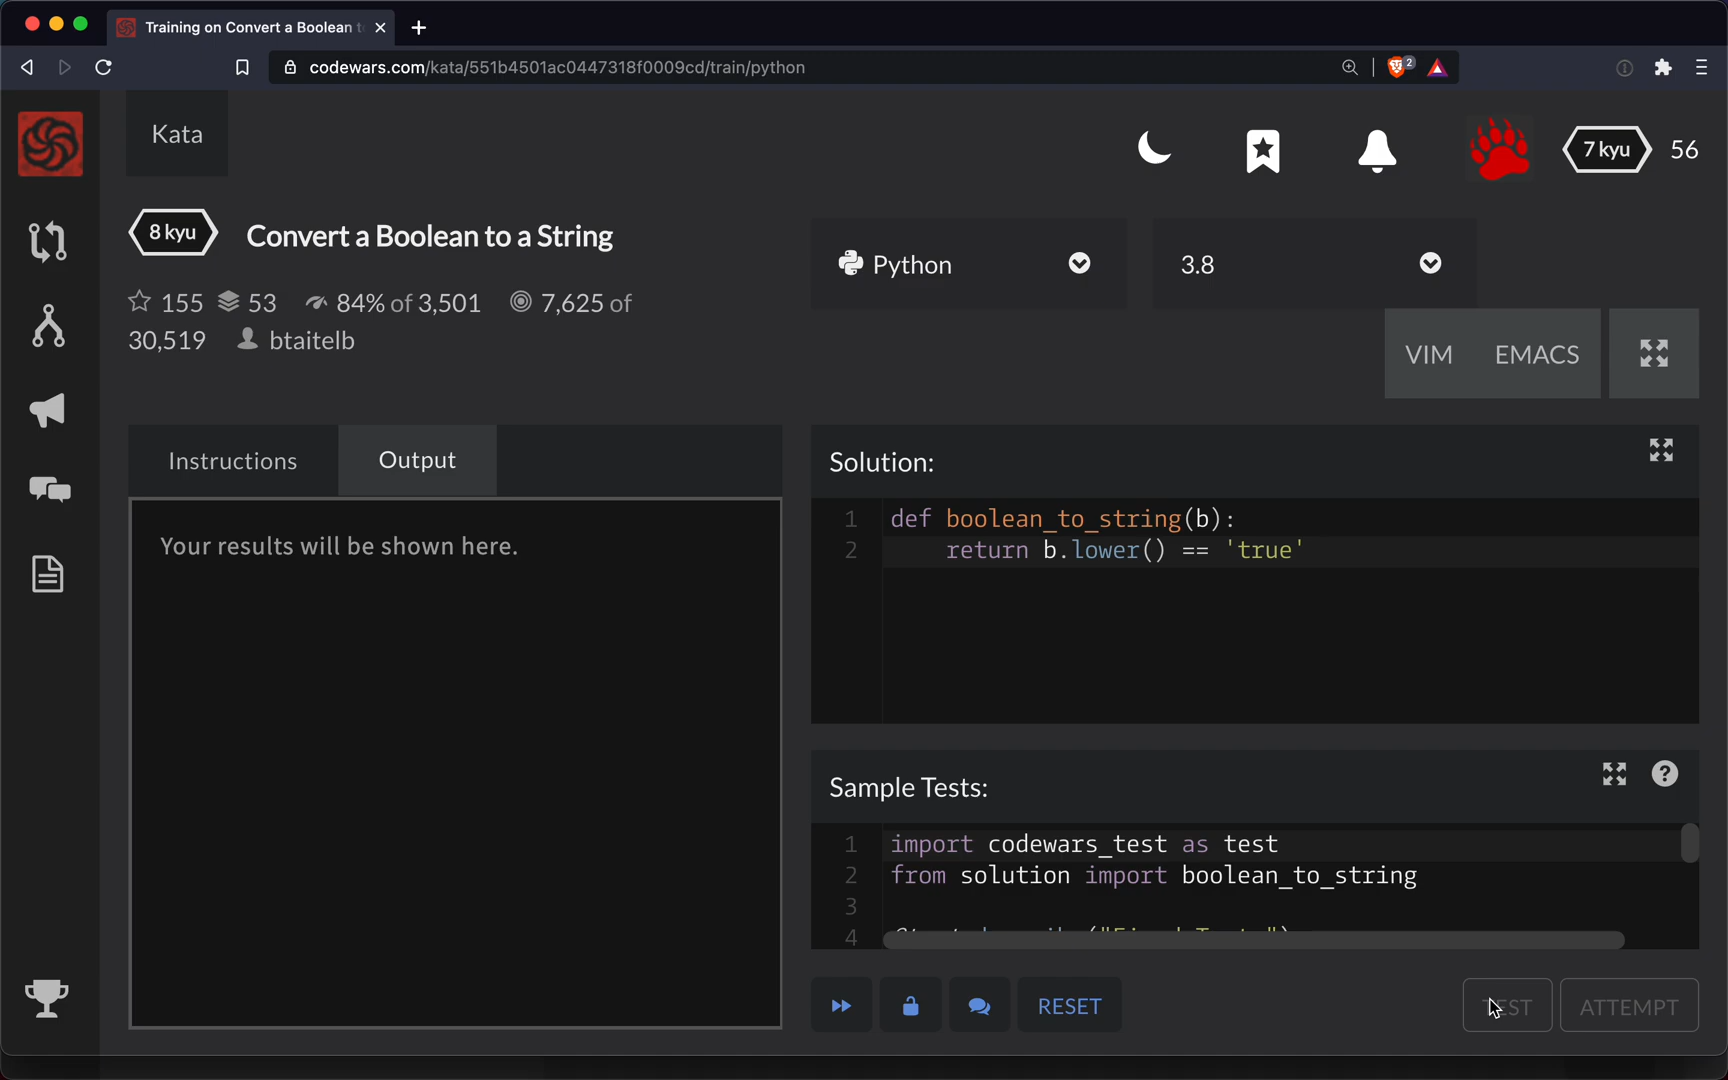 Training on Convert a Boolean t
codewars.com/kata/551b4501ac0447318f0009cd/train/python
2
Kata
7 kyu 56
8 kyu Convert a Boolean to a String
155 53 84% of 3,501 7,625 of
30,519 btaitelb
Python
3.8
VIM EMACS
Instructions Output
Your results will be shown here.
Solution:
1 def boolean_to_string(b):
2 return b.lower() == 'true'
Sample Tests:
1 import codewars_test as test
2 from solution import boolean_to_string
3
4
RESET
TEST ATTEMPT